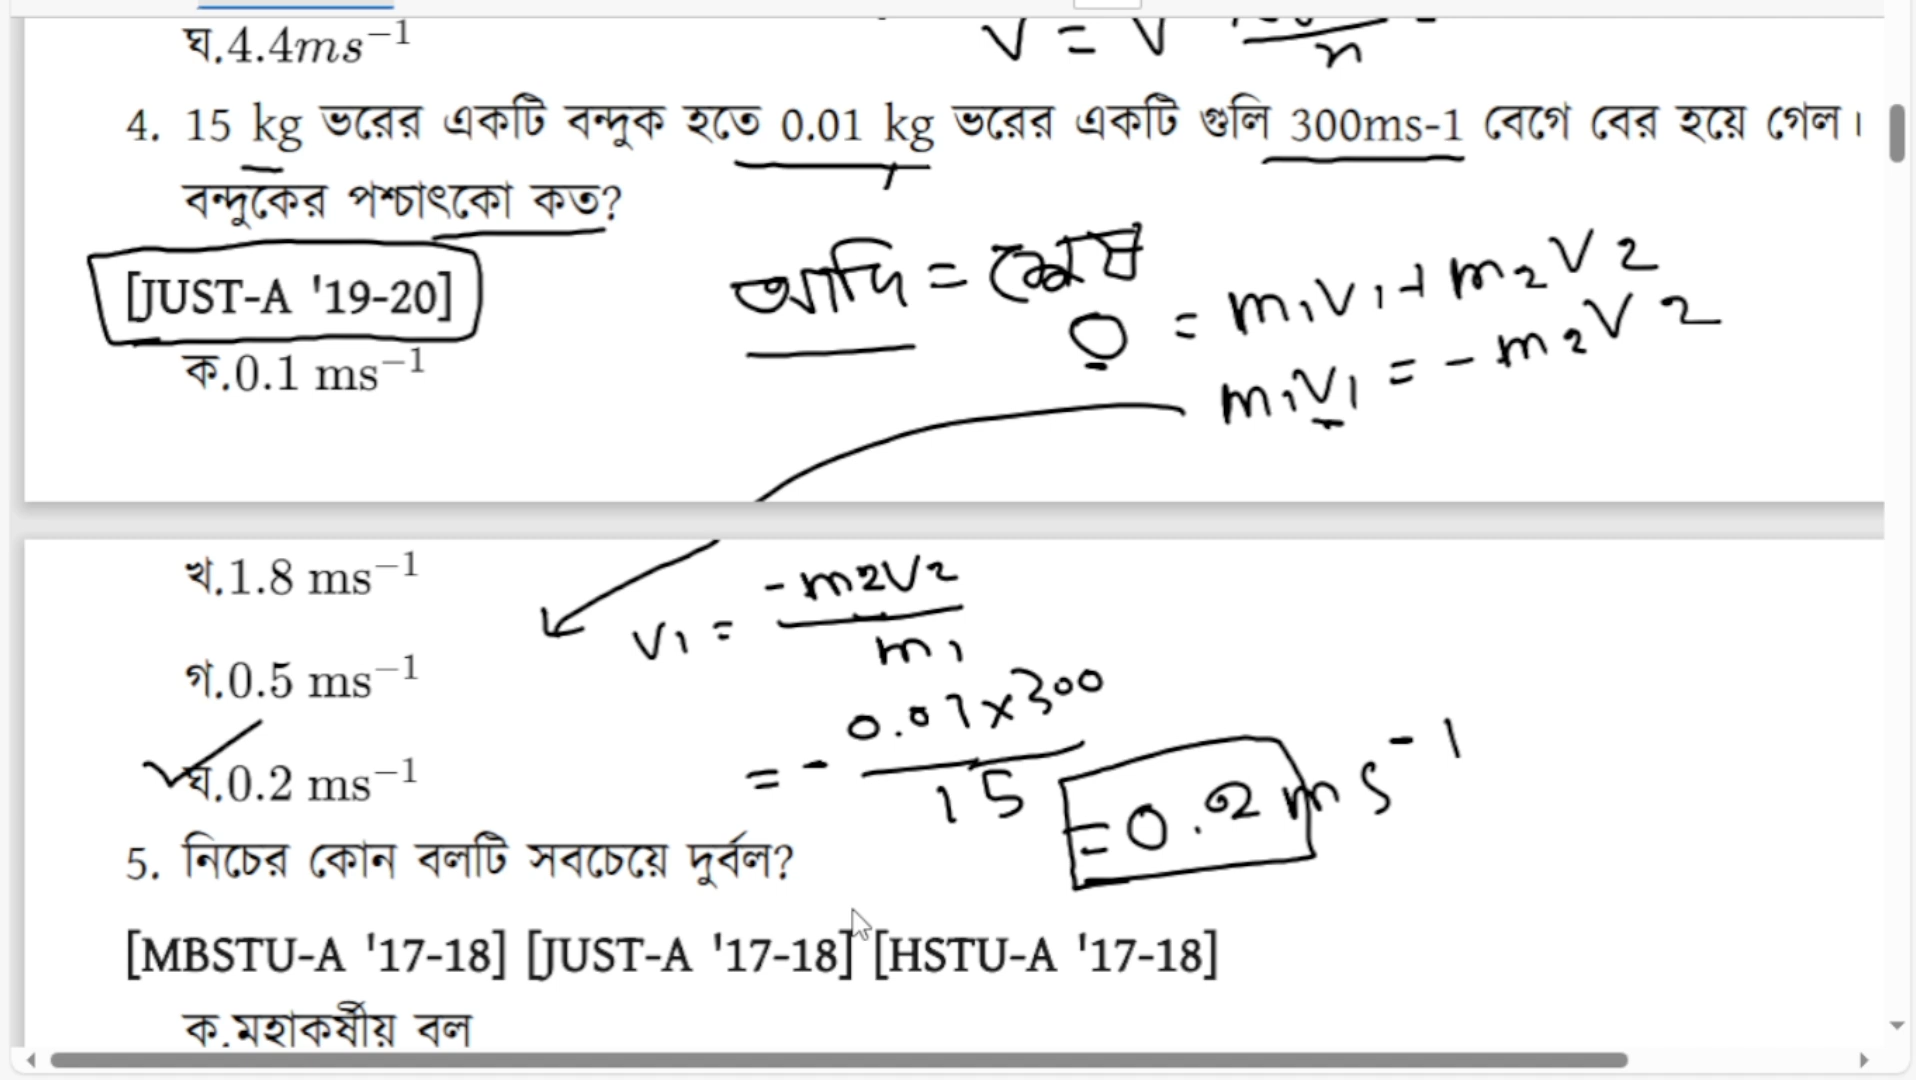 ঘ.4.4ms⁻¹
V = V
n
4. 15 kg ভরের একটি বন্দুক হতে 0.01 kg ভরের একটি গুলি 300ms-1 বেগে বের হয়ে গেল।
বন্দুকের পশ্চাৎকো কত?
[JUST-A '19-20]
আদি = শেষ
0 = m₁v₁+m₂v₂
m₁v₁ = -m₂v₂
ক.0.1 ms⁻¹
খ.1.8 ms⁻¹
v₁ = -m₂v₂
m₁
গ.0.5 ms⁻¹
= - 0.01×300
15
= 0.2 ms⁻¹
ঘ.0.2 ms⁻¹
5. নিচের কোন বলটি সবচেয়ে দুর্বল?
[MBSTU-A '17-18] [JUST-A '17-18] [HSTU-A '17-18]
ক.মহাকর্ষীয় বল